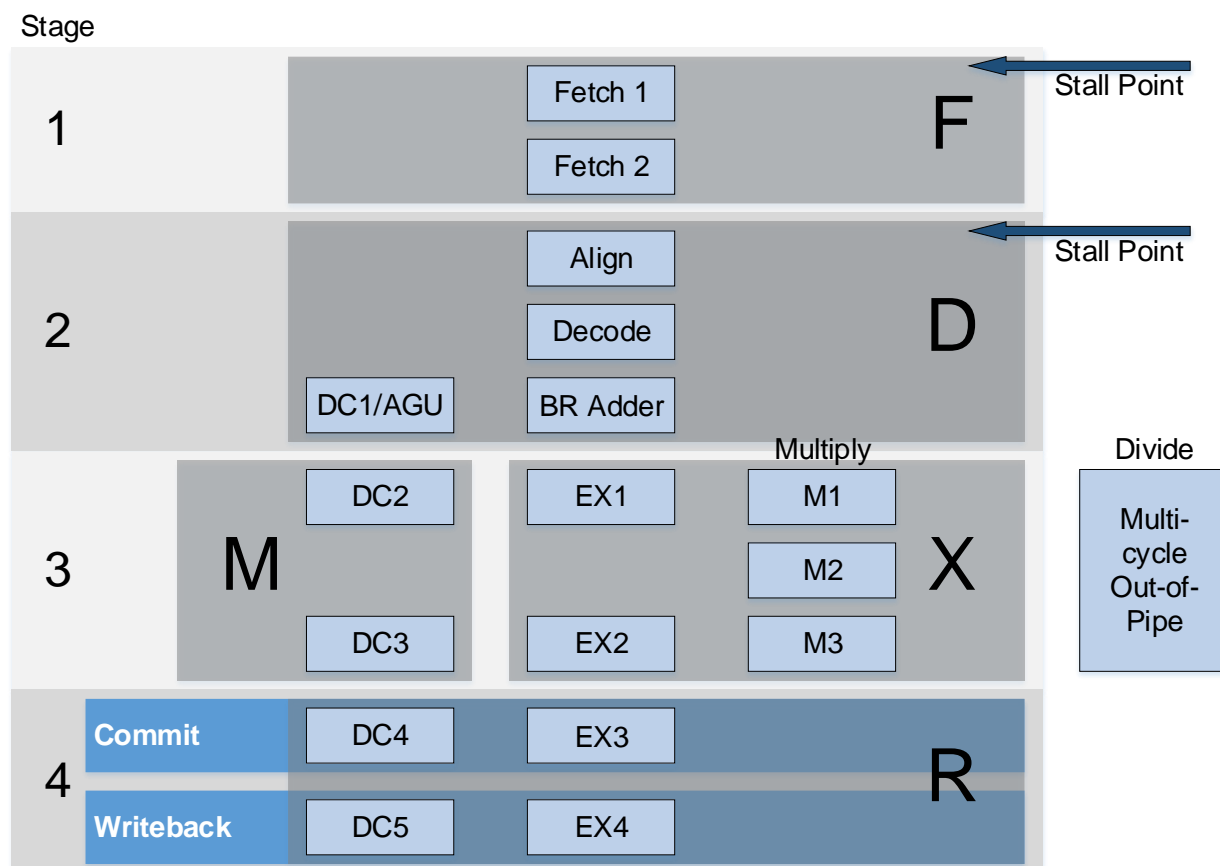 Stage
1
Fetch 1
Fetch 2
F
Stall Point
2
Align
Decode
DC1/AGU
BR Adder
D
Stall Point
3
M
DC2
DC3
EX1
EX2
Multiply
M1
M2
M3
X
Divide
Multi-
cycle
Out-of-
Pipe
4
Commit
DC4
EX3
R
Writeback
DC5
EX4